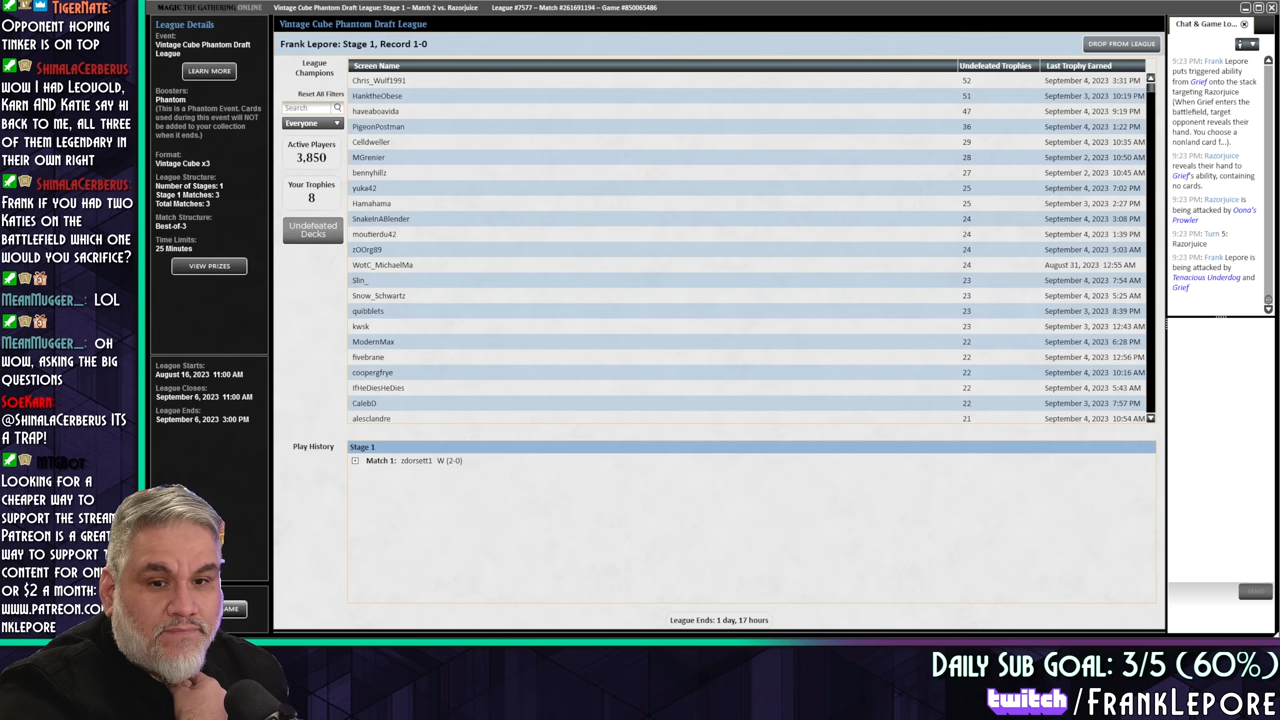 TigerNate:
Opponent hoping
tinker is on top
ShinalaCerberus:
wow I had Leovold,
Karn and Katie say hi
back to me, all three
of them legendary in
their own right
ShinalaCerberus:
Frank if you had two
Katies on the
battlefield which one
would you sacrifice?
MeanMugger_: LOL
MeanMugger_: oh
wow, asking the big
questions
SoeKarn:
@ShinalaCerberus its
a trap!
Looking for a
cheaper way to
support the stream
Patreon is a great
way to support t
content for on
or $2 a month:
www.patreon.co
nklepore
MAGIC THE GATHERING ONLINE
Vintage Cube Phantom Draft League: Stage 1 – Match 2 vs. Razorjuice
League #7577 – Match #261691194 – Game #850065486
League Details
Event:
Vintage Cube Phantom Draft
League
LEARN MORE
Boosters:
Phantom
(This is a Phantom Event. Cards
used during this event will NOT
be added to your collection
when it ends.)
Format:
Vintage Cube x3
League Structure:
Number of Stages: 1
Stage 1 Matches: 3
Total Matches: 3
Match Structure:
Best-of-3
Time Limits:
25 Minutes
VIEW PRIZES
League Starts:
August 16, 2023 11:00 AM
League Closes:
September 6, 2023 11:00 AM
League Ends:
September 6, 2023 3:00 PM
AME
Vintage Cube Phantom Draft League
Frank Lepore: Stage 1, Record 1-0
DROP FROM LEAGUE
League
Champions
Reset All Filters
Search
Everyone
Active Players
3,850
Your Trophies
8
Undefeated
Decks
Screen Name Undefeated Trophies Last Trophy Earned
Chris_Wulf1991 52 September 4, 2023 3:31 PM
HanktheObese 51 September 3, 2023 10:19 PM
haveaboavida 47 September 4, 2023 9:19 PM
PigeonPostman 36 September 4, 2023 1:22 PM
Celldweller 29 September 4, 2023 10:35 AM
MGrenier 28 September 2, 2023 10:50 AM
bennyhillz 27 September 2, 2023 10:45 AM
yuka42 25 September 4, 2023 7:02 PM
Hamahama 25 September 3, 2023 2:27 PM
SnakeInABlender 24 September 4, 2023 3:08 PM
moutierdu42 24 September 4, 2023 1:39 PM
zOOrg89 24 September 4, 2023 5:03 AM
WotC_MichaelMa 24 August 31, 2023 12:55 AM
Slin_ 23 September 4, 2023 7:54 AM
Snow_Schwartz 23 September 4, 2023 5:25 AM
quibblets 23 September 3, 2023 8:39 PM
kwsk 23 September 3, 2023 12:43 AM
ModernMax 22 September 4, 2023 6:28 PM
fivebrane 22 September 4, 2023 12:56 PM
coopergfrye 22 September 4, 2023 10:16 AM
IfHeDiesHeDies 22 September 4, 2023 5:43 AM
CalebD 22 September 3, 2023 7:57 PM
alesclandre 21 September 4, 2023 10:54 AM
Play History
Stage 1
Match 1: zdorsett1 W (2-0)
League Ends: 1 day, 17 hours
Chat & Game Lo...
9:23 PM: Frank Lepore
puts triggered ability
from Grief onto the stack
targeting Razorjuice
(When Grief enters the
battlefield, target
opponent reveals their
hand. You choose a
nonland card f...).
9:23 PM: Razorjuice
reveals their hand to
Grief's ability, containing
no cards.
9:23 PM: Razorjuice is
being attacked by Oona's
Prowler
9:23 PM: Turn 5:
Razorjuice
9:23 PM: Frank Lepore is
being attacked by
Tenacious Underdog and
Grief
SEND
Daily Sub Goal: 3/5 (60%)
twitch/FrankLepore